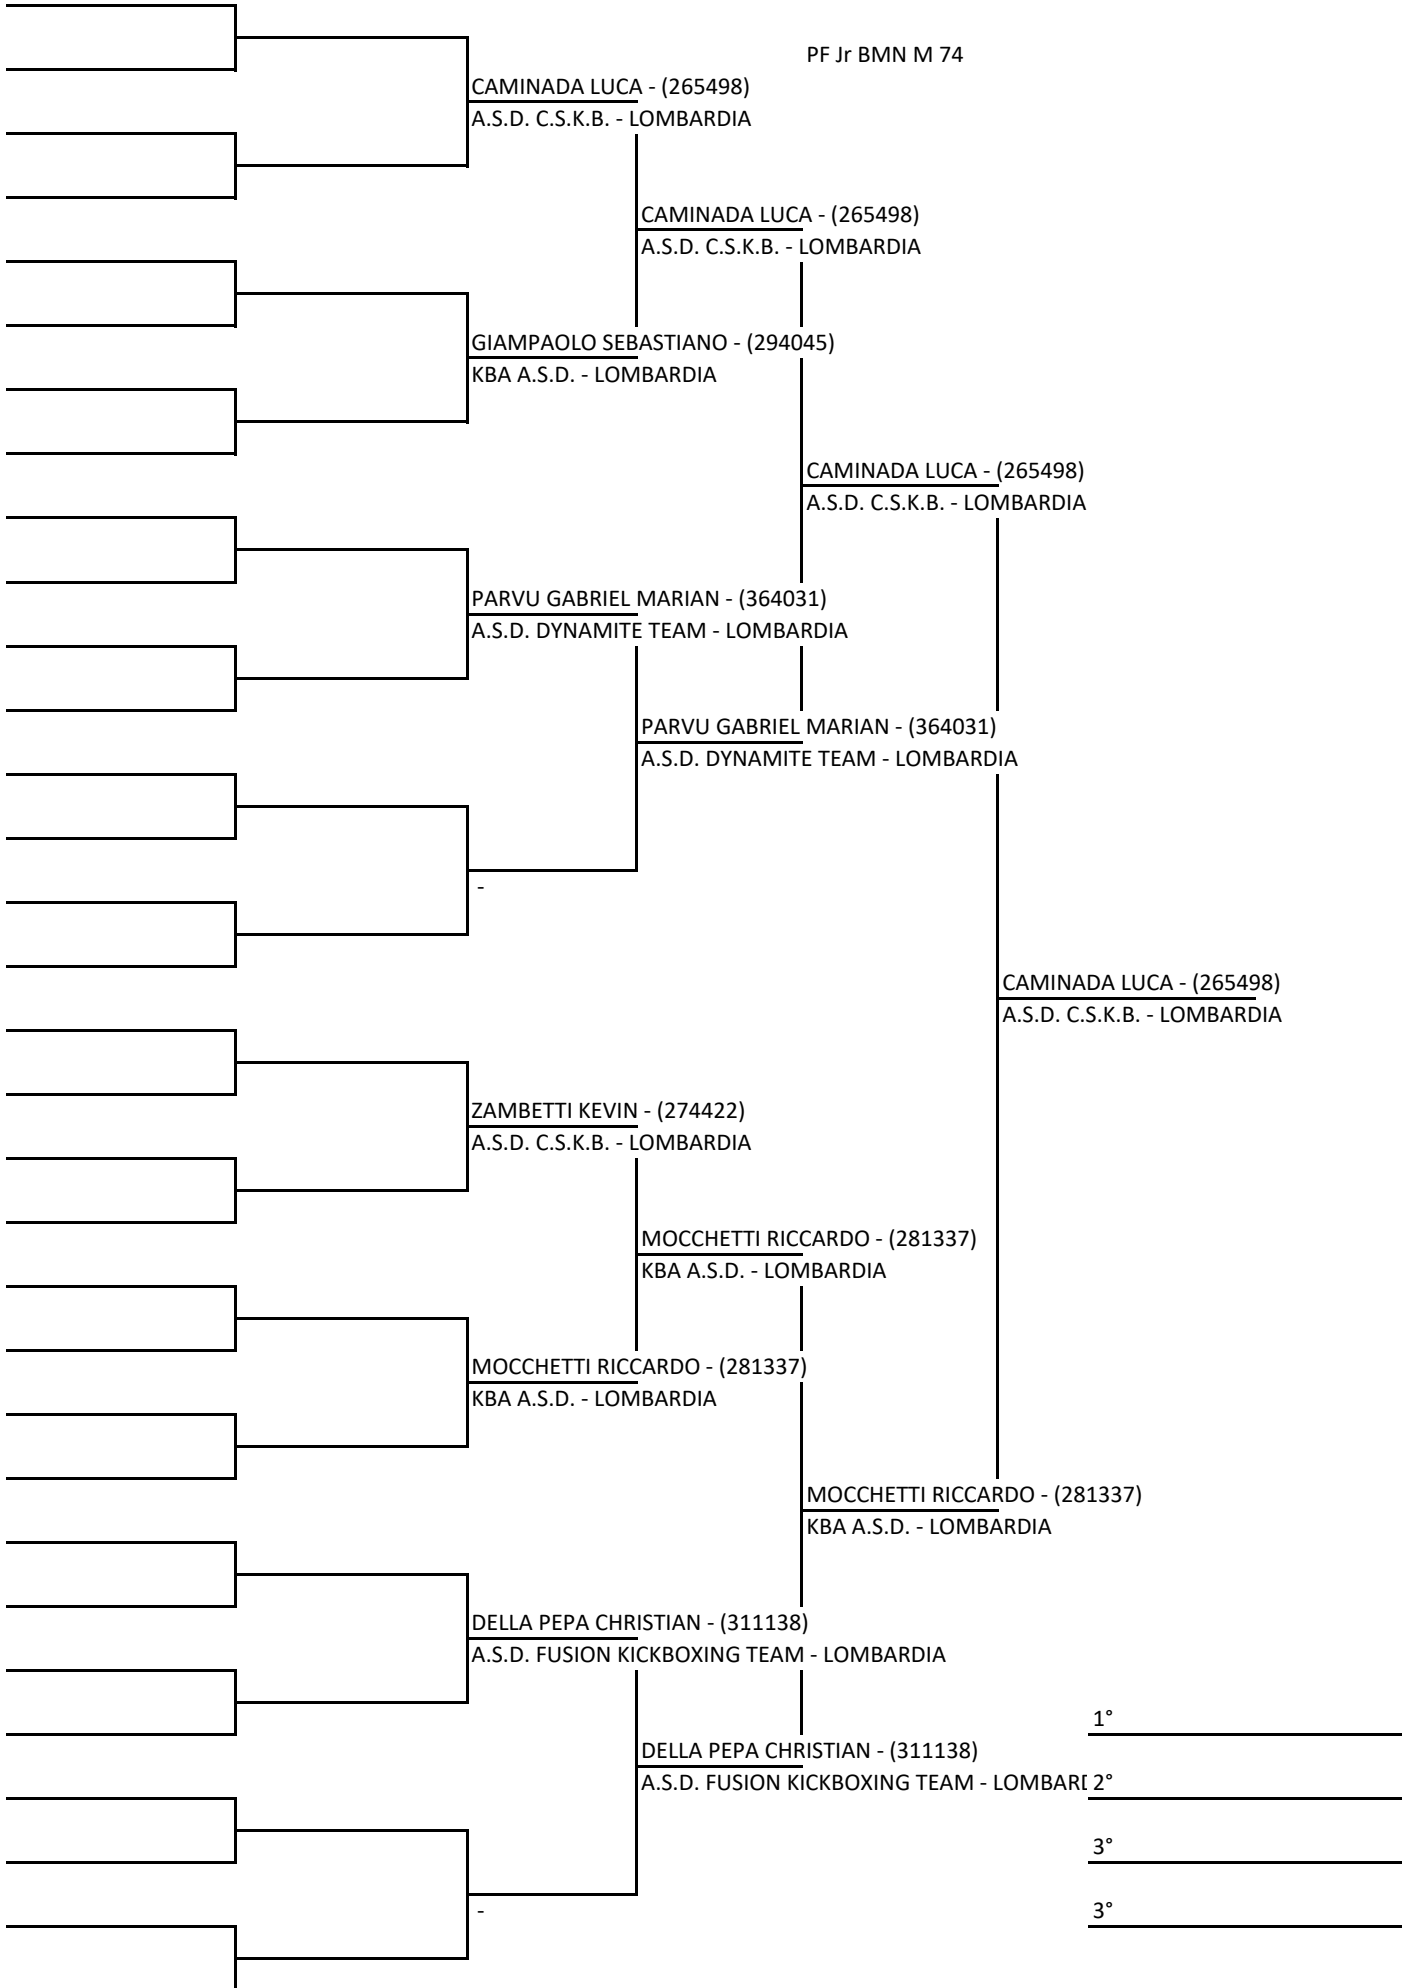 PF Jr BMN M 74
CAMINADA LUCA - (265498)
A.S.D. C.S.K.B. - LOMBARDIA
CAMINADA LUCA - (265498)
A.S.D. C.S.K.B. - LOMBARDIA
GIAMPAOLO SEBASTIANO - (294045)
KBA A.S.D. - LOMBARDIA
CAMINADA LUCA - (265498)
A.S.D. C.S.K.B. - LOMBARDIA
PARVU GABRIEL MARIAN - (364031)
A.S.D. DYNAMITE TEAM - LOMBARDIA
PARVU GABRIEL MARIAN - (364031)
A.S.D. DYNAMITE TEAM - LOMBARDIA
-
CAMINADA LUCA - (265498)
A.S.D. C.S.K.B. - LOMBARDIA
ZAMBETTI KEVIN - (274422)
A.S.D. C.S.K.B. - LOMBARDIA
MOCCHETTI RICCARDO - (281337)
KBA A.S.D. - LOMBARDIA
MOCCHETTI RICCARDO - (281337)
KBA A.S.D. - LOMBARDIA
MOCCHETTI RICCARDO - (281337)
KBA A.S.D. - LOMBARDIA
DELLA PEPA CHRISTIAN - (311138)
A.S.D. FUSION KICKBOXING TEAM - LOMBARDIA
1°
DELLA PEPA CHRISTIAN - (311138)
A.S.D. FUSION KICKBOXING TEAM - LOMBARD
2°
3°
-
3°